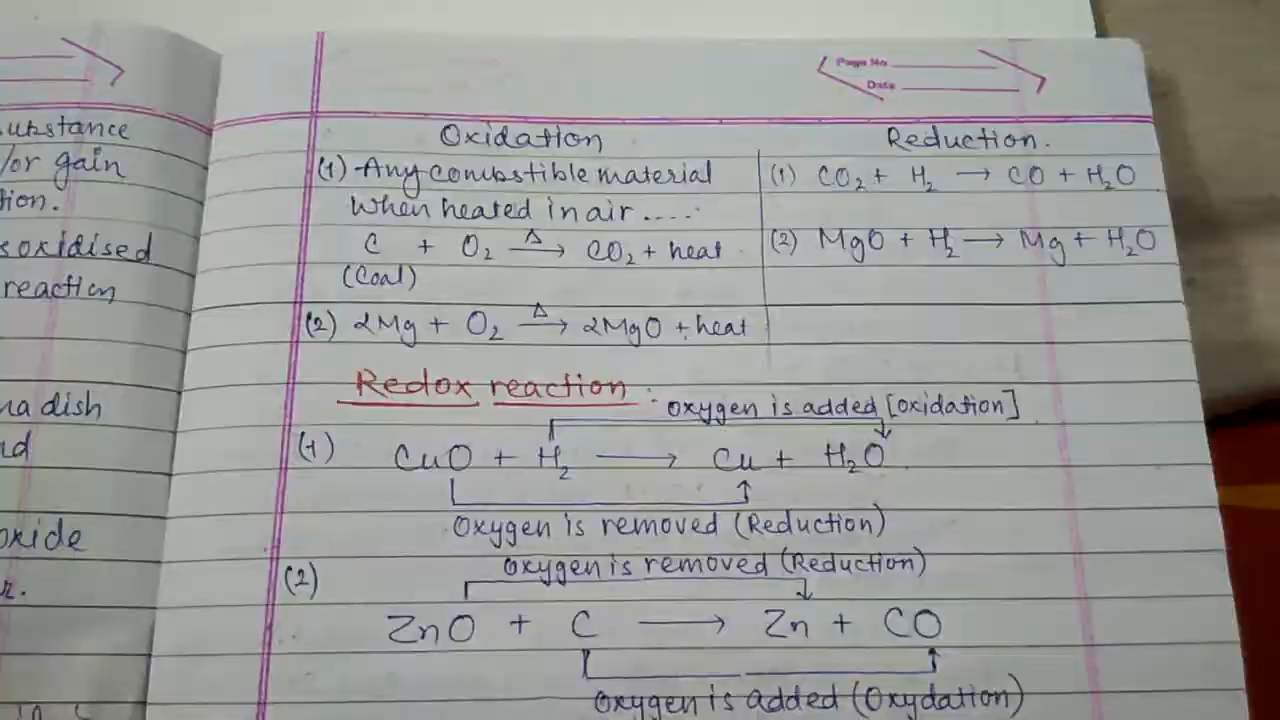 Page No
Date
ubstance
/or gain
tion.
s oxidised
reaction
na dish
nd
oxide
r.
Oxidation
(1) Any combstible material
When heated in air .....
C + O₂ —Δ→ CO₂ + heat
(Coal)
(2) 2Mg + O₂ —Δ→ 2MgO + heat
Reduction.
(1) CO₂ + H₂ → CO + H₂O
(2) MgO + H₂ → Mg + H₂O
Redox reaction :
Oxygen is added [oxidation]
(1) CuO + H₂ → Cu + H₂O
Oxygen is removed (Reduction)
Oxygen is removed (Reduction)
(2)
ZnO + C → Zn + CO
Oxygen is added (Oxydation)